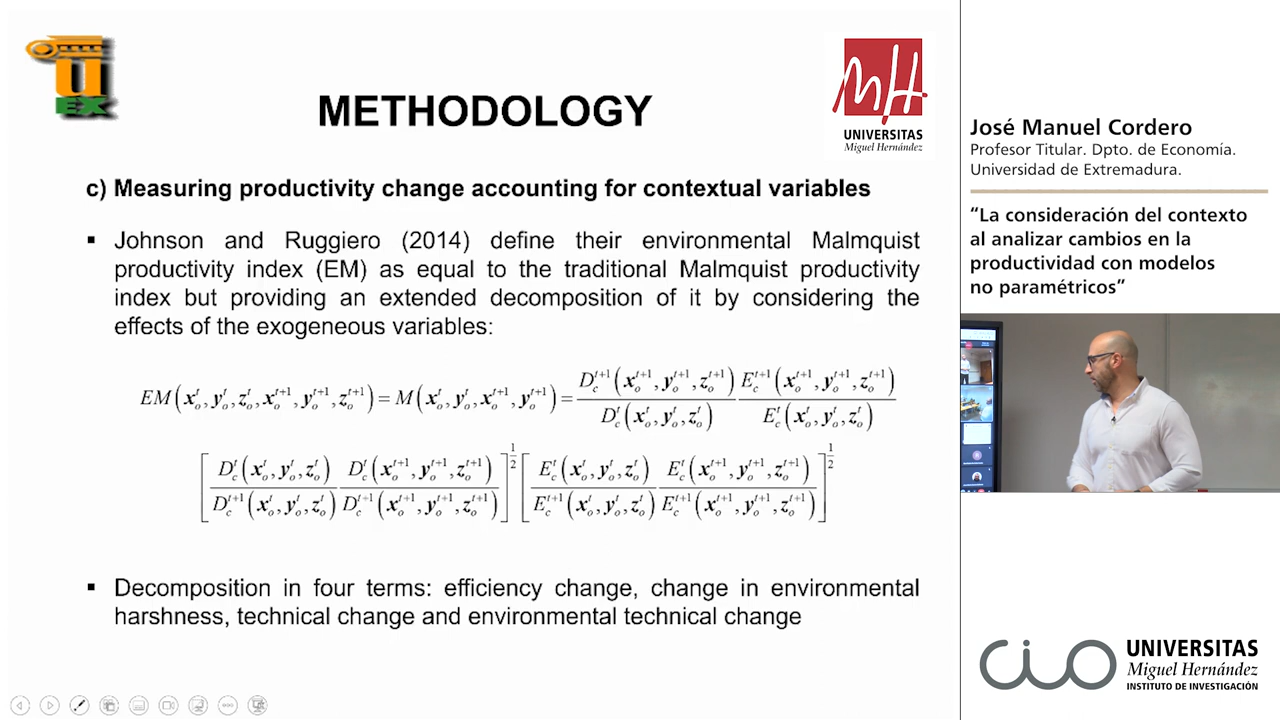 UEX
METHODOLOGY
UNIVERSITAS
Miguel Hernández
c) Measuring productivity change accounting for contextual variables
▪ Johnson and Ruggiero (2014) define their environmental Malmquist
productivity index (EM) as equal to the traditional Malmquist productivity
index but providing an extended decomposition of it by considering the
effects of the exogeneous variables:
EM(x_o^t, y_o^t, z_o^t, x_o^{t+1}, y_o^{t+1}, z_o^{t+1}) = M(x_o^t, y_o^t, x_o^{t+1}, y_o^{t+1}) = \frac{D_c^{t+1}(x_o^{t+1}, y_o^{t+1}, z_o^{t+1})}{D_c^t(x_o^t, y_o^t, z_o^t)} \frac{E_c^{t+1}(x_o^{t+1}, y_o^{t+1}, z_o^{t+1})}{E_c^t(x_o^t, y_o^t, z_o^t)}
[\frac{D_c^t(x_o^t, y_o^t, z_o^t)}{D_c^{t+1}(x_o^t, y_o^t, z_o^t)} \frac{D_c^t(x_o^{t+1}, y_o^{t+1}, z_o^{t+1})}{D_c^{t+1}(x_o^{t+1}, y_o^{t+1}, z_o^{t+1})}]^{\frac{1}{2}} [\frac{E_c^t(x_o^t, y_o^t, z_o^t)}{E_c^{t+1}(x_o^t, y_o^t, z_o^t)} \frac{E_c^t(x_o^{t+1}, y_o^{t+1}, z_o^{t+1})}{E_c^{t+1}(x_o^{t+1}, y_o^{t+1}, z_o^{t+1})}]^{\frac{1}{2}}
▪ Decomposition in four terms: efficiency change, change in environmental
harshness, technical change and environmental technical change
José Manuel Cordero
Profesor Titular. Dpto. de Economía.
Universidad de Extremadura.
“La consideración del contexto
al analizar cambios en la
productividad con modelos
no paramétricos”
CIO
UNIVERSITAS
Miguel Hernández
INSTITUTO DE INVESTIGACIÓN